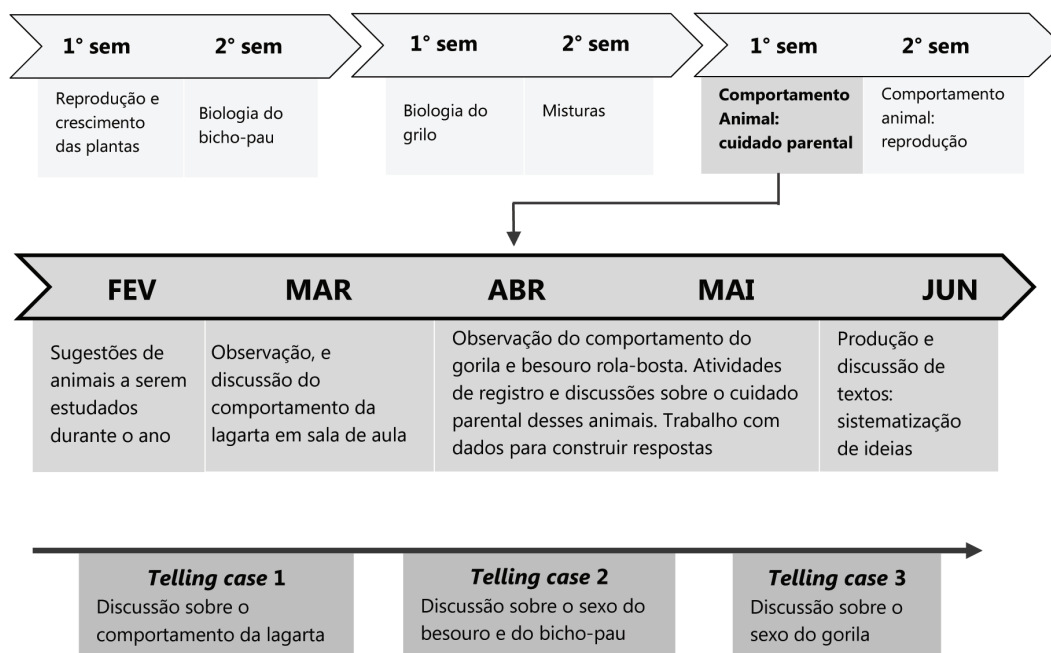 1° sem 2° sem 1° sem 2° sem 1° sem 2° sem
Reprodução e
crescimento
das plantas
Biologia do
bicho-pau
Biologia do
grilo
Misturas
Comportamento
Animal:
cuidado parental
Comportamento
animal:
reprodução
FEV MAR ABR MAI JUN
Sugestões de
animais a serem
estudados
durante o ano
Observação, e
discussão do
comportamento da
lagarta em sala de aula
Observação do comportamento do
gorila e besouro rola-bosta. Atividades
de registro e discussões sobre o cuidado
parental desses animais. Trabalho com
dados para construir respostas
Produção e
discussão de
textos:
sistematização
de ideias
Telling case 1
Discussão sobre o
comportamento da lagarta
Telling case 2
Discussão sobre o sexo do
besouro e do bicho-pau
Telling case 3
Discussão sobre o
sexo do gorila